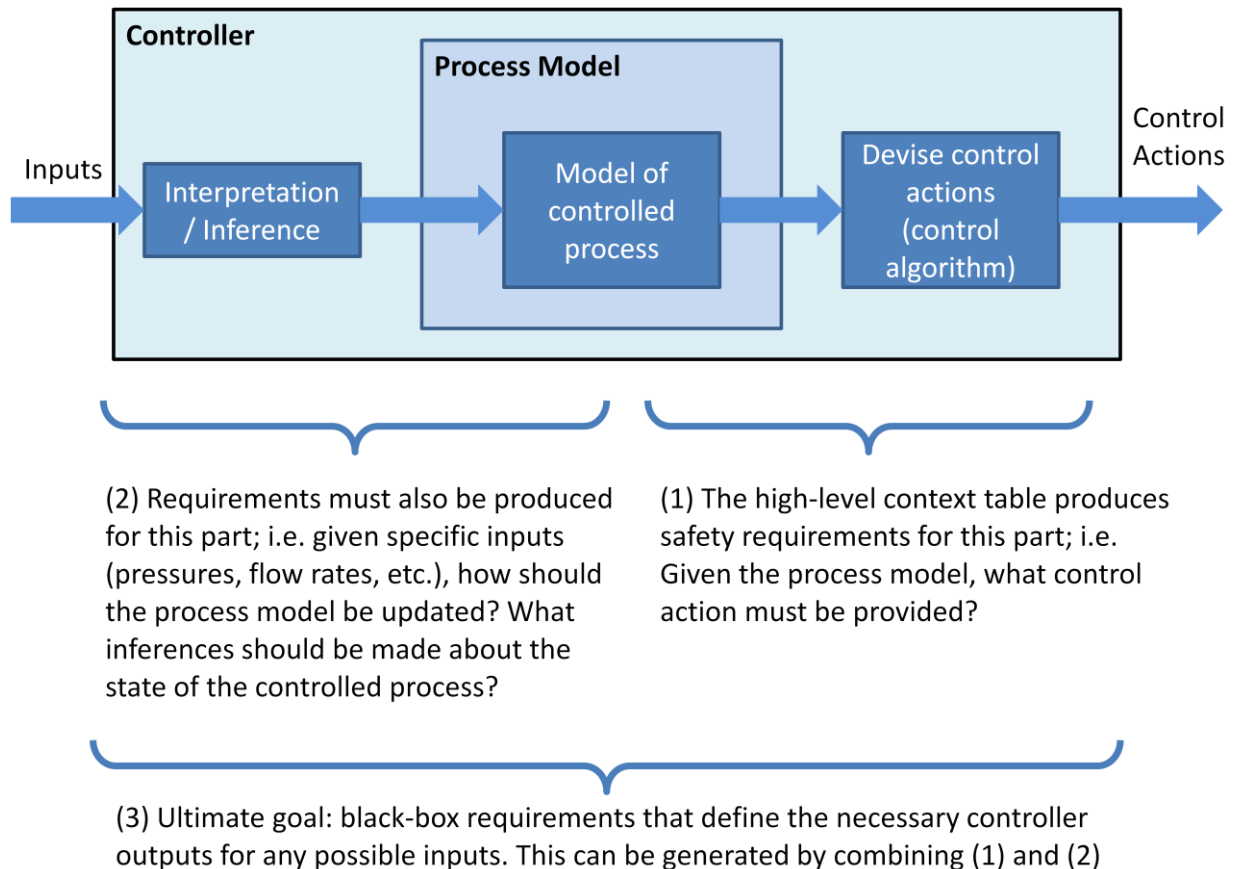 Controller
Process Model
Inputs
Interpretation
/ Inference
Model of
controlled
process
Devise control
actions
(control
algorithm)
Control
Actions
(2) Requirements must also be produced
for this part; i.e. given specific inputs
(pressures, flow rates, etc.), how should
the process model be updated? What
inferences should be made about the
state of the controlled process?
(1) The high-level context table produces
safety requirements for this part; i.e.
Given the process model, what control
action must be provided?
(3) Ultimate goal: black-box requirements that define the necessary controller
outputs for any possible inputs. This can be generated by combining (1) and (2)